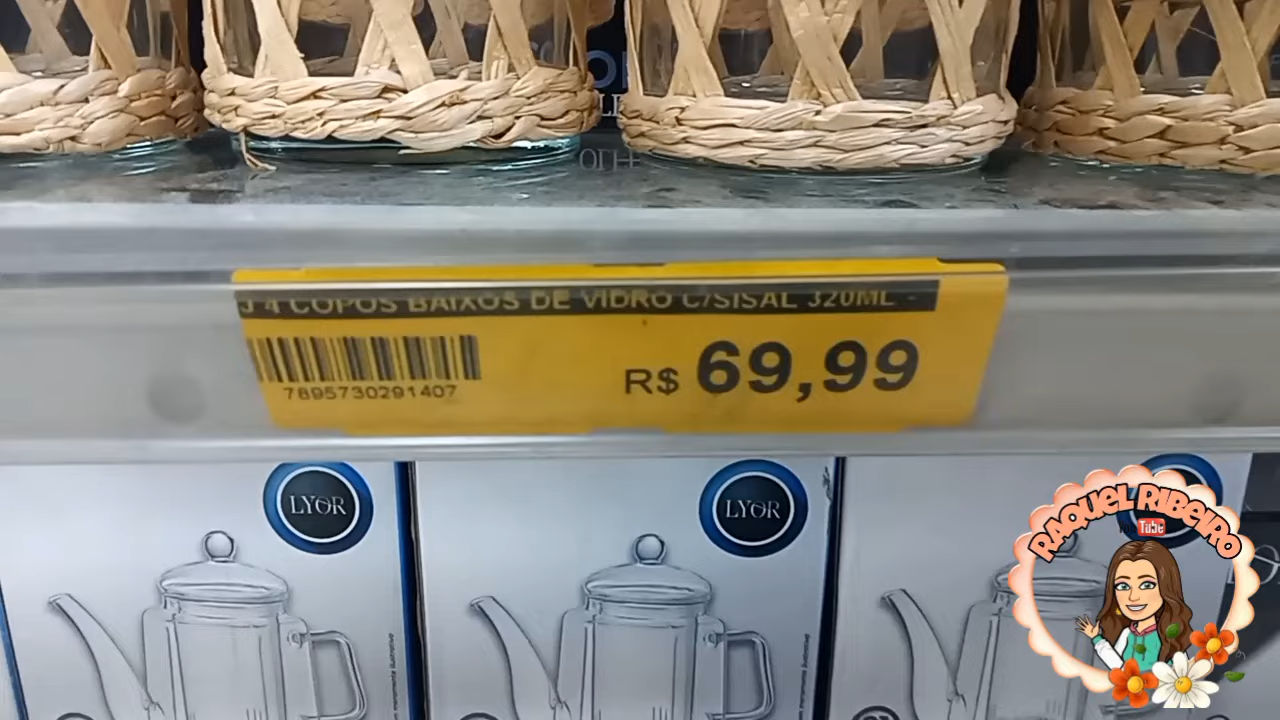 J 4 COPOS BAIXOS DE VIDRO C/SISAL 320ML -
7895730291407
R$ 69,99
LYOR
LYOR
RAQUEL RIBEIRO
Tube